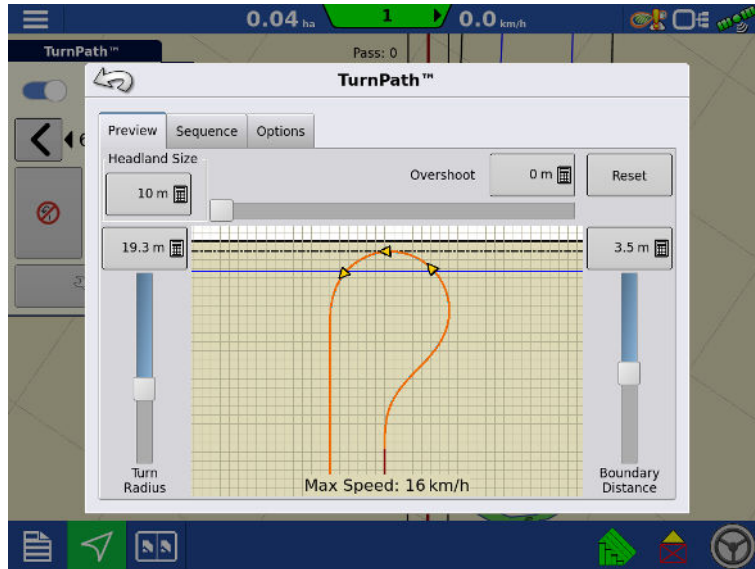 0.04 ha
1
0.0 km/h
TurnPath™
Pass: 0
TurnPath™
Preview
Sequence
Options
Headland Size
10 m
Overshoot
0 m
Reset
19.3 m
3.5 m
Turn
Radius
Max Speed: 16 km/h
Boundary
Distance